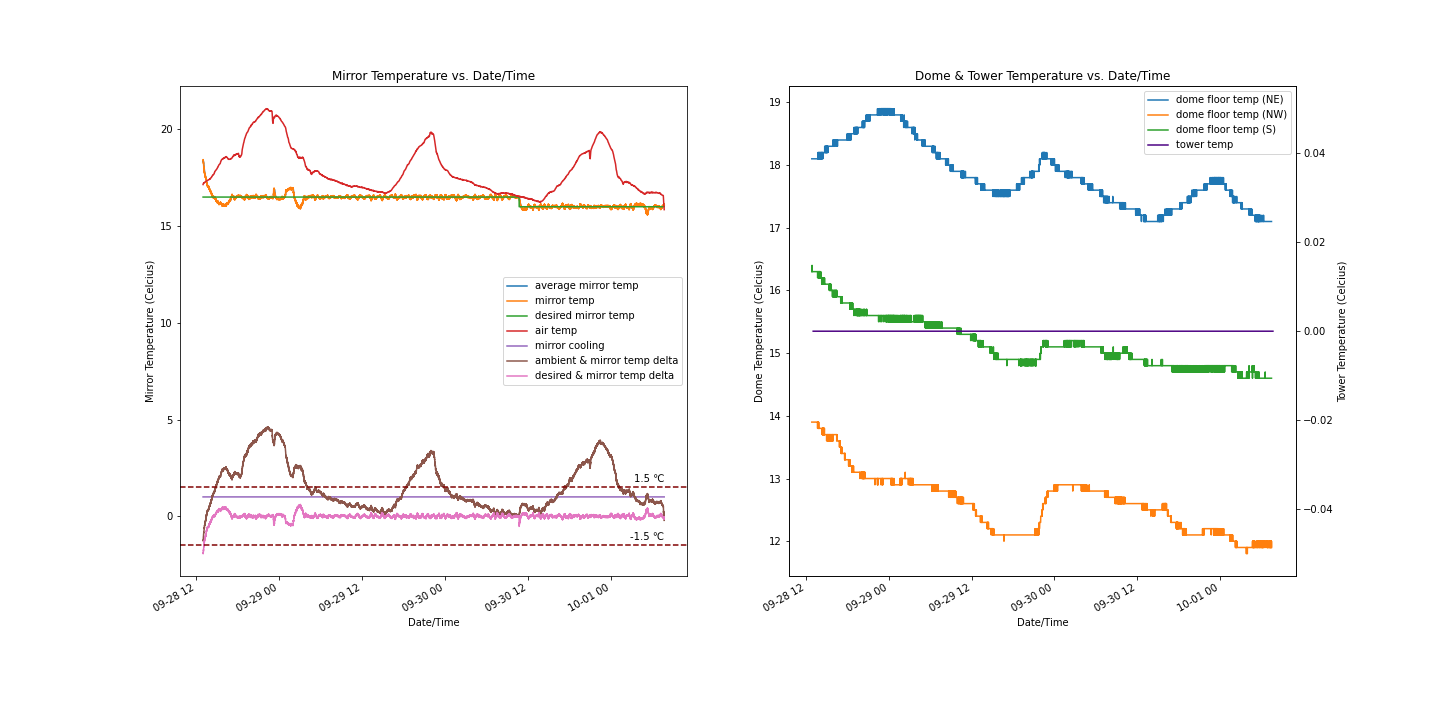 Mirror Temperature vs. Date/Time
Mirror Temperature (Celcius)
20
15
10
5
0
average mirror temp
mirror temp
desired mirror temp
air temp
mirror cooling
ambient & mirror temp delta
desired & mirror temp delta
1.5 ℃
-1.5 ℃
09-28 12
09-29 00
09-29 12
09-30 00
09-30 12
10-01 00
Date/Time
Dome & Tower Temperature vs. Date/Time
Dome Temperature (Celcius)
19
18
17
16
15
14
13
12
dome floor temp (NE)
dome floor temp (NW)
dome floor temp (S)
tower temp
0.04
0.02
0.00
−0.02
−0.04
Tower Temperature (Celcius)
09-28 12
09-29 00
09-29 12
09-30 00
09-30 12
10-01 00
Date/Time